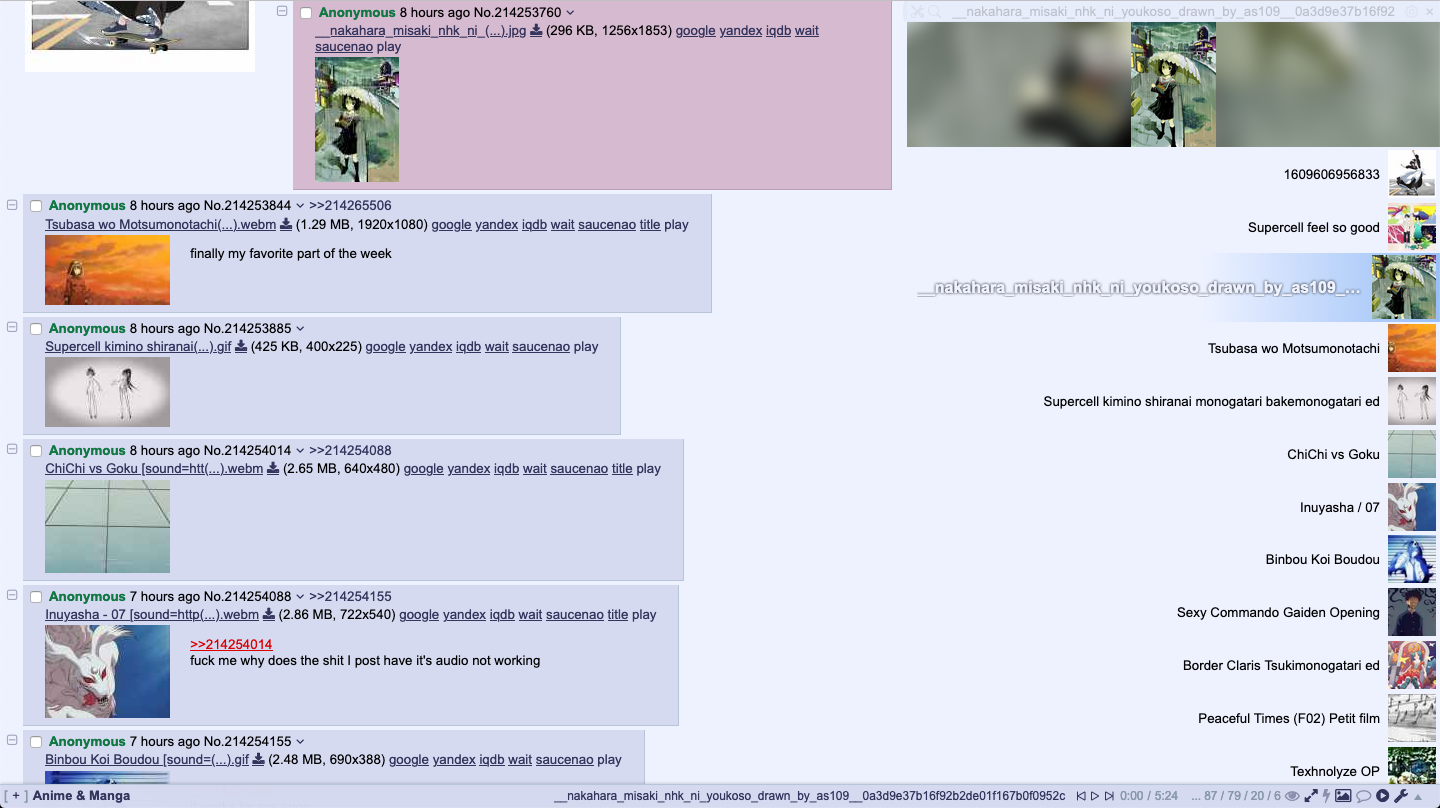 Anonymous 8 hours ago No.214253760
__nakahara_misaki_nhk_ni_(...).jpg (296 KB, 1256x1853) google yandex iqdb wait
saucenao play
Anonymous 8 hours ago No.214253844 >>214265506
Tsubasa wo Motsumonotachi(...).webm (1.29 MB, 1920x1080) google yandex iqdb wait saucenao title play
finally my favorite part of the week
Anonymous 8 hours ago No.214253885
Supercell kimino shiranai(...).gif (425 KB, 400x225) google yandex iqdb wait saucenao play
Anonymous 8 hours ago No.214254014 >>214254088
ChiChi vs Goku [sound=htt(...).webm (2.65 MB, 640x480) google yandex iqdb wait saucenao title play
Anonymous 7 hours ago No.214254088 >>214254155
Inuyasha - 07 [sound=http(...).webm (2.86 MB, 722x540) google yandex iqdb wait saucenao title play
>>214254014
fuck me why does the shit I post have it's audio not working
Anonymous 7 hours ago No.214254155
Binbou Koi Boudou [sound=(...).gif (2.48 MB, 690x388) google yandex iqdb wait saucenao play
__nakahara_misaki_nhk_ni_youkoso_drawn_by_as109__0a3d9e37b16f92
1609606956833
Supercell feel so good
__nakahara_misaki_nhk_ni_youkoso_drawn_by_as109_...
Tsubasa wo Motsumonotachi
Supercell kimino shiranai monogatari bakemonogatari ed
ChiChi vs Goku
Inuyasha / 07
Binbou Koi Boudou
Sexy Commando Gaiden Opening
Border Claris Tsukimonogatari ed
Peaceful Times (F02) Petit film
Texhnolyze OP
[ + ] Anime & Manga
__nakahara_misaki_nhk_ni_youkoso_drawn_by_as109__0a3d9e37b16f92b2de01f167b0f0952c 0:00 / 5:24 ... 87 / 79 / 20 / 6